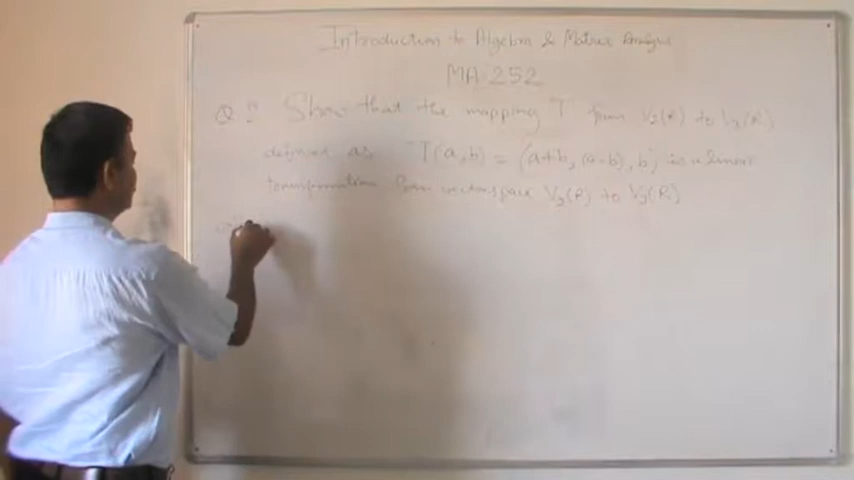 Introduction to Algebra & Matrix Analysis
MA 252
Q: Show that the mapping T from V₂(R) to V₃(R)
defined as T(a,b) = (a+b, (a-b), b) is a linear
transformation from vectorspace V₂(R) to V₃(R)